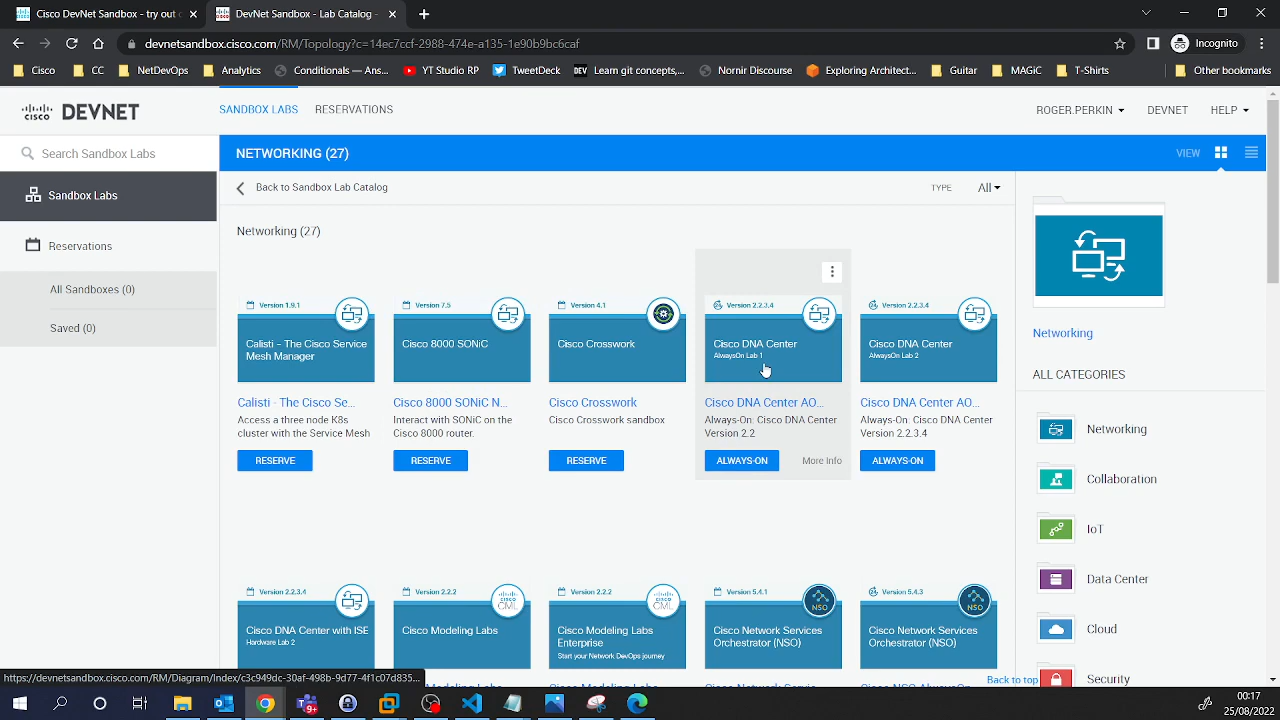 Cisco DevNet Sandbox - try out
Cisco DevNet Sandbox - Lab Catalog -
devnetsandbox.cisco.com/RM/Topology?c=14ec7ccf-2988-474e-a135-1e90b9bc6caf
Incognito
Cisco
CC
NetDevOps
Analytics
Conditionals — Ans...
YT Studio RP
TweetDeck
DEV
Learn git concepts,...
Nornir Discourse
Exploring Architect...
Guitar
MAGIC
T-Shirts
Other bookmarks
CISCO DEVNET
SANDBOX LABS
RESERVATIONS
ROGER.PERKIN
DEVNET
HELP
Search Sandbox Labs
NETWORKING (27)
VIEW
Sandbox Labs
Reservations
All Sandboxes (0)
Saved (0)
Back to Sandbox Lab Catalog
TYPE
All
Networking (27)
Version 1.9.1
Calisti – The Cisco Service
Mesh Manager
Calisti - The Cisco Se...
Access a three node K8s
cluster with the Service Mesh
RESERVE
Version 7.5
Cisco 8000 SONiC
Cisco 8000 SONiC N...
Interact with SONiC on the
Cisco 8000 router.
RESERVE
Version 4.1
Cisco Crosswork
Cisco Crosswork
Cisco Crosswork sandbox
RESERVE
Version 2.2.3.4
Cisco DNA Center
AlwaysOn Lab 1
Cisco DNA Center AO...
Always-On: Cisco DNA Center
Version 2.2
ALWAYS-ON
More Info
Version 2.2.3.4
Cisco DNA Center
AlwaysOn Lab 2
Cisco DNA Center AO...
Always-On: Cisco DNA Center
Version 2.2.3.4
ALWAYS-ON
Version 2.2.3.4
Cisco DNA Center with ISE
Hardware Lab 2
Version 2.2.2
CISCO
CML
Cisco Modeling Labs
Version 2.2.2
CISCO
CML
Cisco Modeling Labs
Enterprise
Start your Network DevOps journey
Version 5.4.1
NSO
Cisco Network Services
Orchestrator (NSO)
Version 5.4.3
NSO
Cisco Network Services
Orchestrator (NSO)
Networking
ALL CATEGORIES
Networking
Collaboration
IoT
Data Center
Cloud
Security
Back to top
00:17
25/08/2022